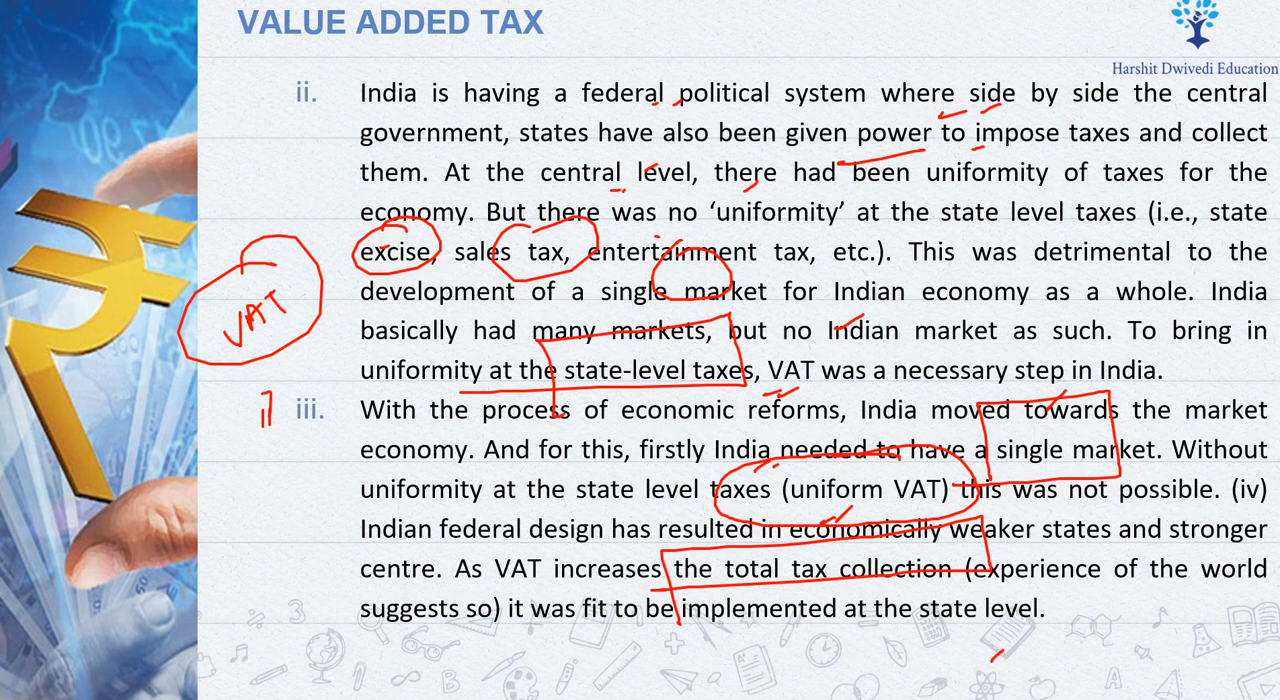 VALUE ADDED TAX
Harshit Dwivedi Education
ii. India is having a federal political system where side by side the central
government, states have also been given power to impose taxes and collect
them. At the central level, there had been uniformity of taxes for the
economy. But there was no ‘uniformity’ at the state level taxes (i.e., state
excise, sales tax, entertainment tax, etc.). This was detrimental to the
development of a single market for Indian economy as a whole. India
VAT
basically had many markets, but no Indian market as such. To bring in
uniformity at the state-level taxes, VAT was a necessary step in India.
iii. With the process of economic reforms, India moved towards the market
economy. And for this, firstly India needed to have a single market. Without
uniformity at the state level taxes (uniform VAT) this was not possible. (iv)
Indian federal design has resulted in economically weaker states and stronger
centre. As VAT increases the total tax collection (experience of the world
suggests so) it was fit to be implemented at the state level.